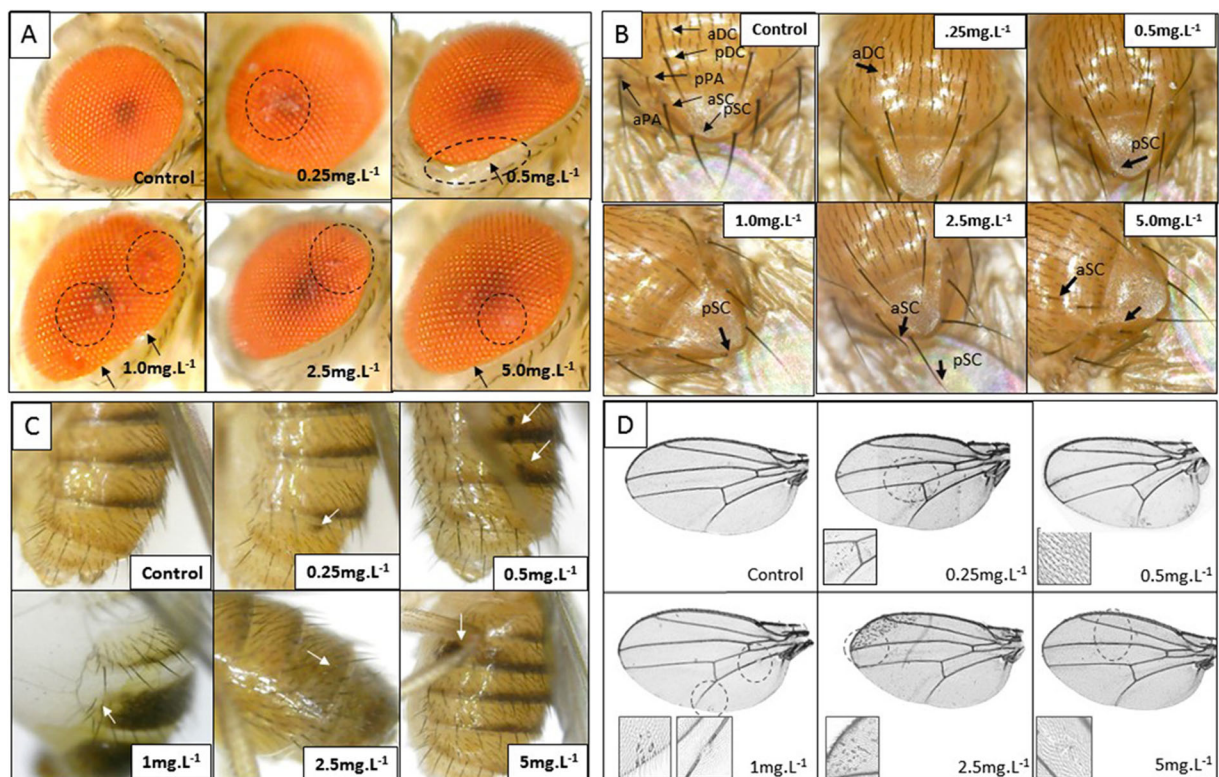 A
Control
0.25mg.L⁻¹
0.5mg.L⁻¹
1.0mg.L⁻¹
2.5mg.L⁻¹
5.0mg.L⁻¹
B
Control
aDC
pDC
pPA
aSC
pSC
aPA
.25mg.L⁻¹
aDC
0.5mg.L⁻¹
pSC
1.0mg.L⁻¹
pSC
2.5mg.L⁻¹
aSC
pSC
5.0mg.L⁻¹
aSC
C
Control
0.25mg.L⁻¹
0.5mg.L⁻¹
1mg.L⁻¹
2.5mg.L⁻¹
5mg.L⁻¹
D
Control
0.25mg.L⁻¹
0.5mg.L⁻¹
1mg.L⁻¹
2.5mg.L⁻¹
5mg.L⁻¹